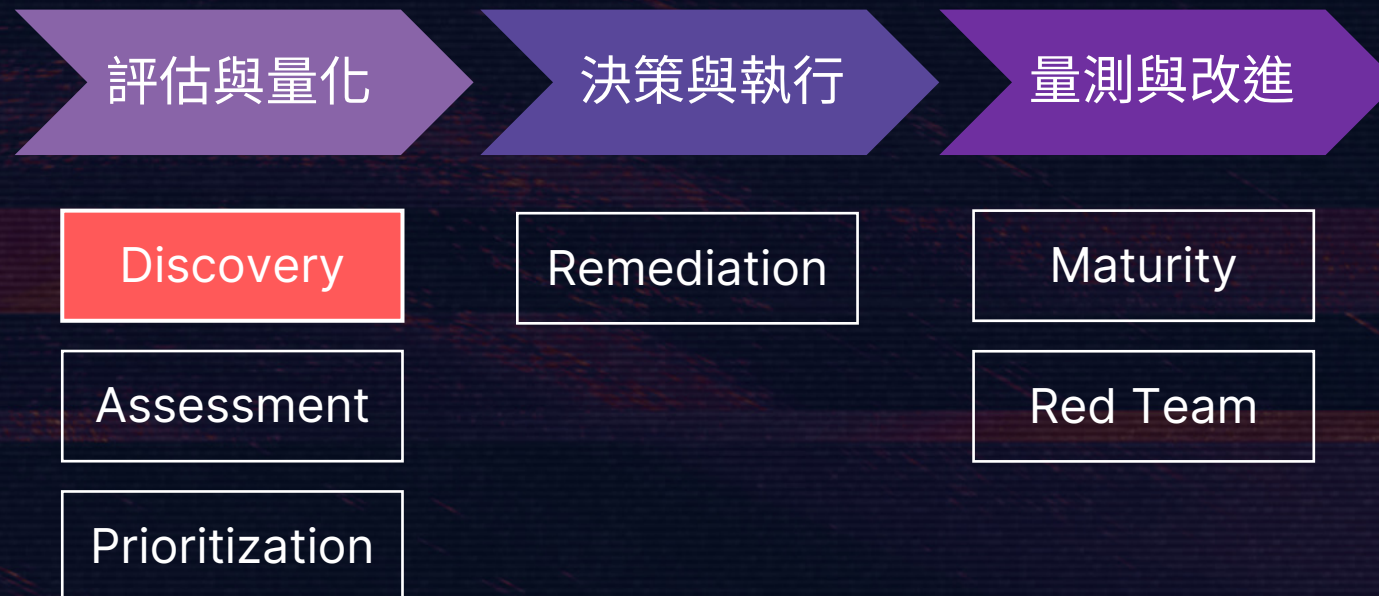 評估與量化
決策與執行
量測與改進
Discovery
Remediation
Maturity
Assessment
Red Team
Prioritization